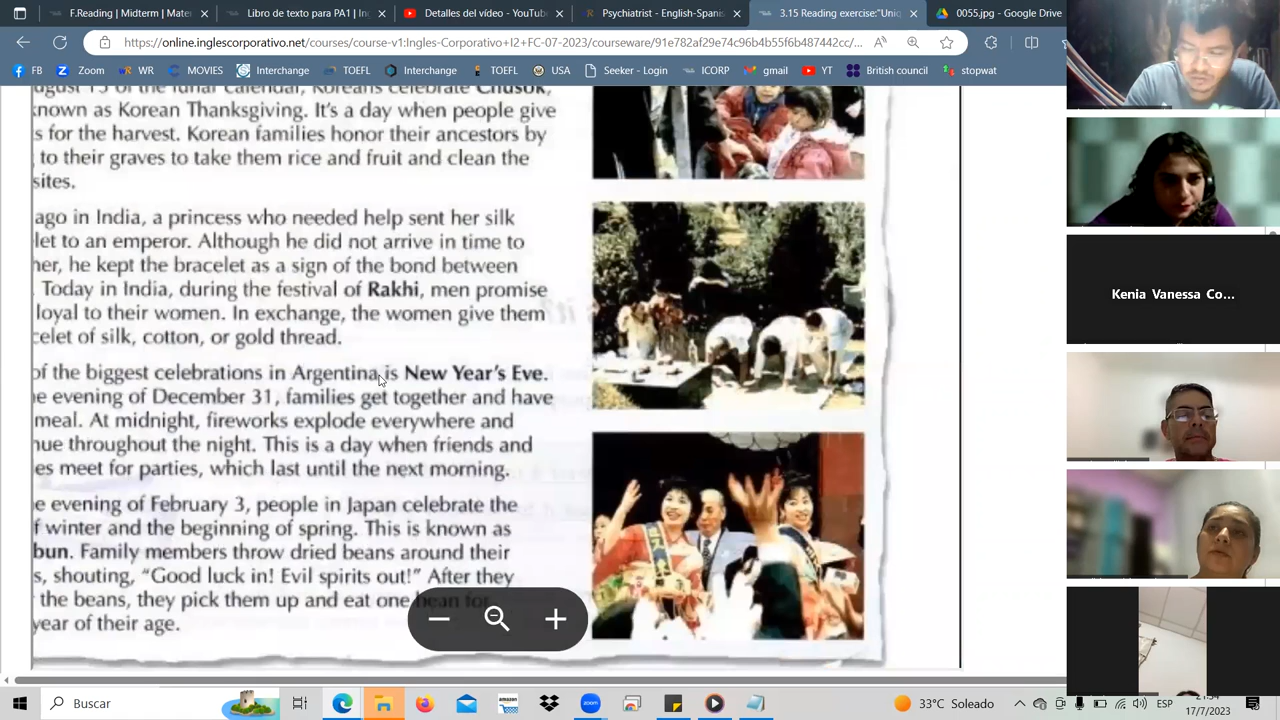 F.Reading | Midterm | Mate
Libro de texto para PA1 | Ing
Detalles del vídeo - YouTube
Psychiatrist - English-Spanis
3.15 Reading exercise:"Uniq
0055.jpg - Google Drive
https://online.inglescorporativo.net/courses/course-v1:Ingles-Corporativo+I2+FC-07-2023/courseware/91e782af29e74c96b4b55f6b487442cc/...
FB Zoom WR MOVIES Interchange TOEFL Interchange TOEFL USA Seeker - Login ICORP gmail YT British council stopwat
of the lunar calendar, Koreans celebrate Chusok,
known as Korean Thanksgiving. It's a day when people give
s for the harvest. Korean families honor their ancestors by
to their graves to take them rice and fruit and clean the
sites.
ago in India, a princess who needed help sent her silk
let to an emperor. Although he did not arrive in time to
her, he kept the bracelet as a sign of the bond between
. Today in India, during the festival of Rakhi, men promise
loyal to their women. In exchange, the women give them
celet of silk, cotton, or gold thread.
of the biggest celebrations in Argentina is New Year's Eve.
e evening of December 31, families get together and have
meal. At midnight, fireworks explode everywhere and
nue throughout the night. This is a day when friends and
es meet for parties, which last until the next morning.
e evening of February 3, people in Japan celebrate the
f winter and the beginning of spring. This is known as
bun. Family members throw dried beans around their
s, shouting, "Good luck in! Evil spirits out!" After they
the beans, they pick them up and eat one bean for
year of their age.
Kenia Vanessa Co...
Buscar
33°C Soleado
ESP
17/7/2023